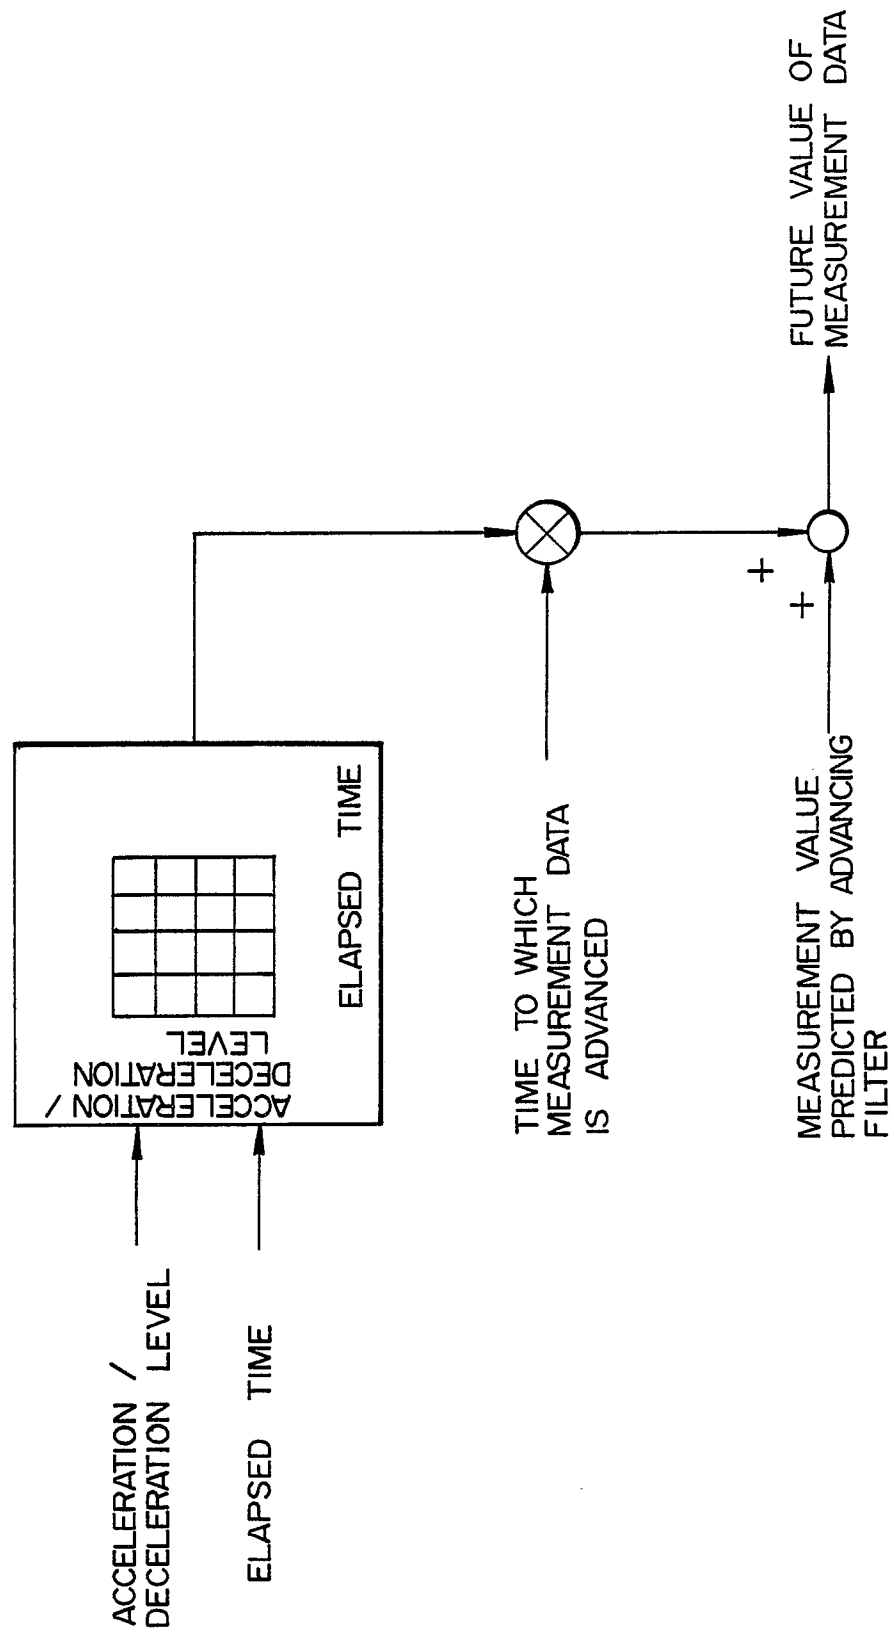 ACCELERATION /
DECELERATION LEVEL
ELAPSED TIME
ACCELERATION /
DECELERATION
LEVEL
ELAPSED TIME
TIME TO WHICH
MEASUREMENT DATA
IS ADVANCED
+
+
MEASUREMENT VALUE
PREDICTED BY ADVANCING
FILTER
FUTURE VALUE OF
MEASUREMENT DATA